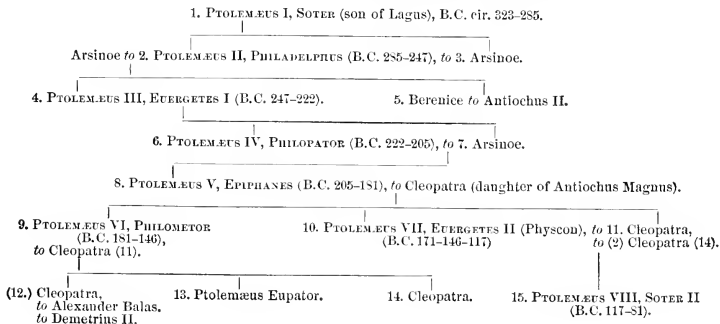 1. PTOLEMÆUS I, SOTER (son of Lagus), B.C. cir. 323–285.
Arsinoe to 2. PTOLEMÆUS II, PHILADELPHUS (B.C. 285–247), to 3. Arsinoe.
4. PTOLEMÆUS III, EUERGETES I (B.C. 247–222). 5. Berenice to Antiochus II.
6. PTOLEMÆUS IV, PHILOPATOR (B.C. 222–205), to 7. Arsinoe.
8. PTOLEMÆUS V, EPIPHANES (B.C. 205–181), to Cleopatra (daughter of Antiochus Magnus).
9. PTOLEMÆUS VI, PHILOMETOR
(B.C. 181–146),
to Cleopatra (11).
10. PTOLEMÆUS VII, EUERGETES II (Physcon), to 11. Cleopatra,
(B.C. 171–146–117) to (2) Cleopatra (14).
(12.) Cleopatra,
to Alexander Balas.
to Demetrius II.
13. Ptolemæus Eupator.
14. Cleopatra.
15. PTOLEMÆUS VIII, SOTER II
(B.C. 117–81).